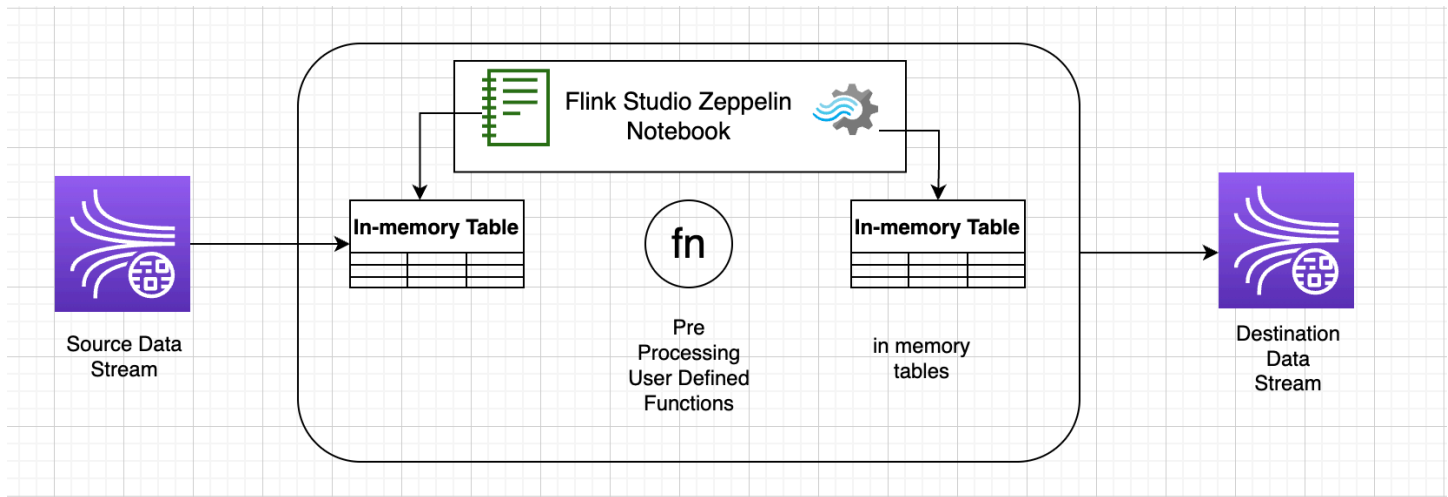 Flink Studio Zeppelin
Notebook
In-memory Table
fn
In-memory Table
Source Data
Stream
Pre
Processing
User Defined
Functions
in memory
tables
Destination
Data
Stream